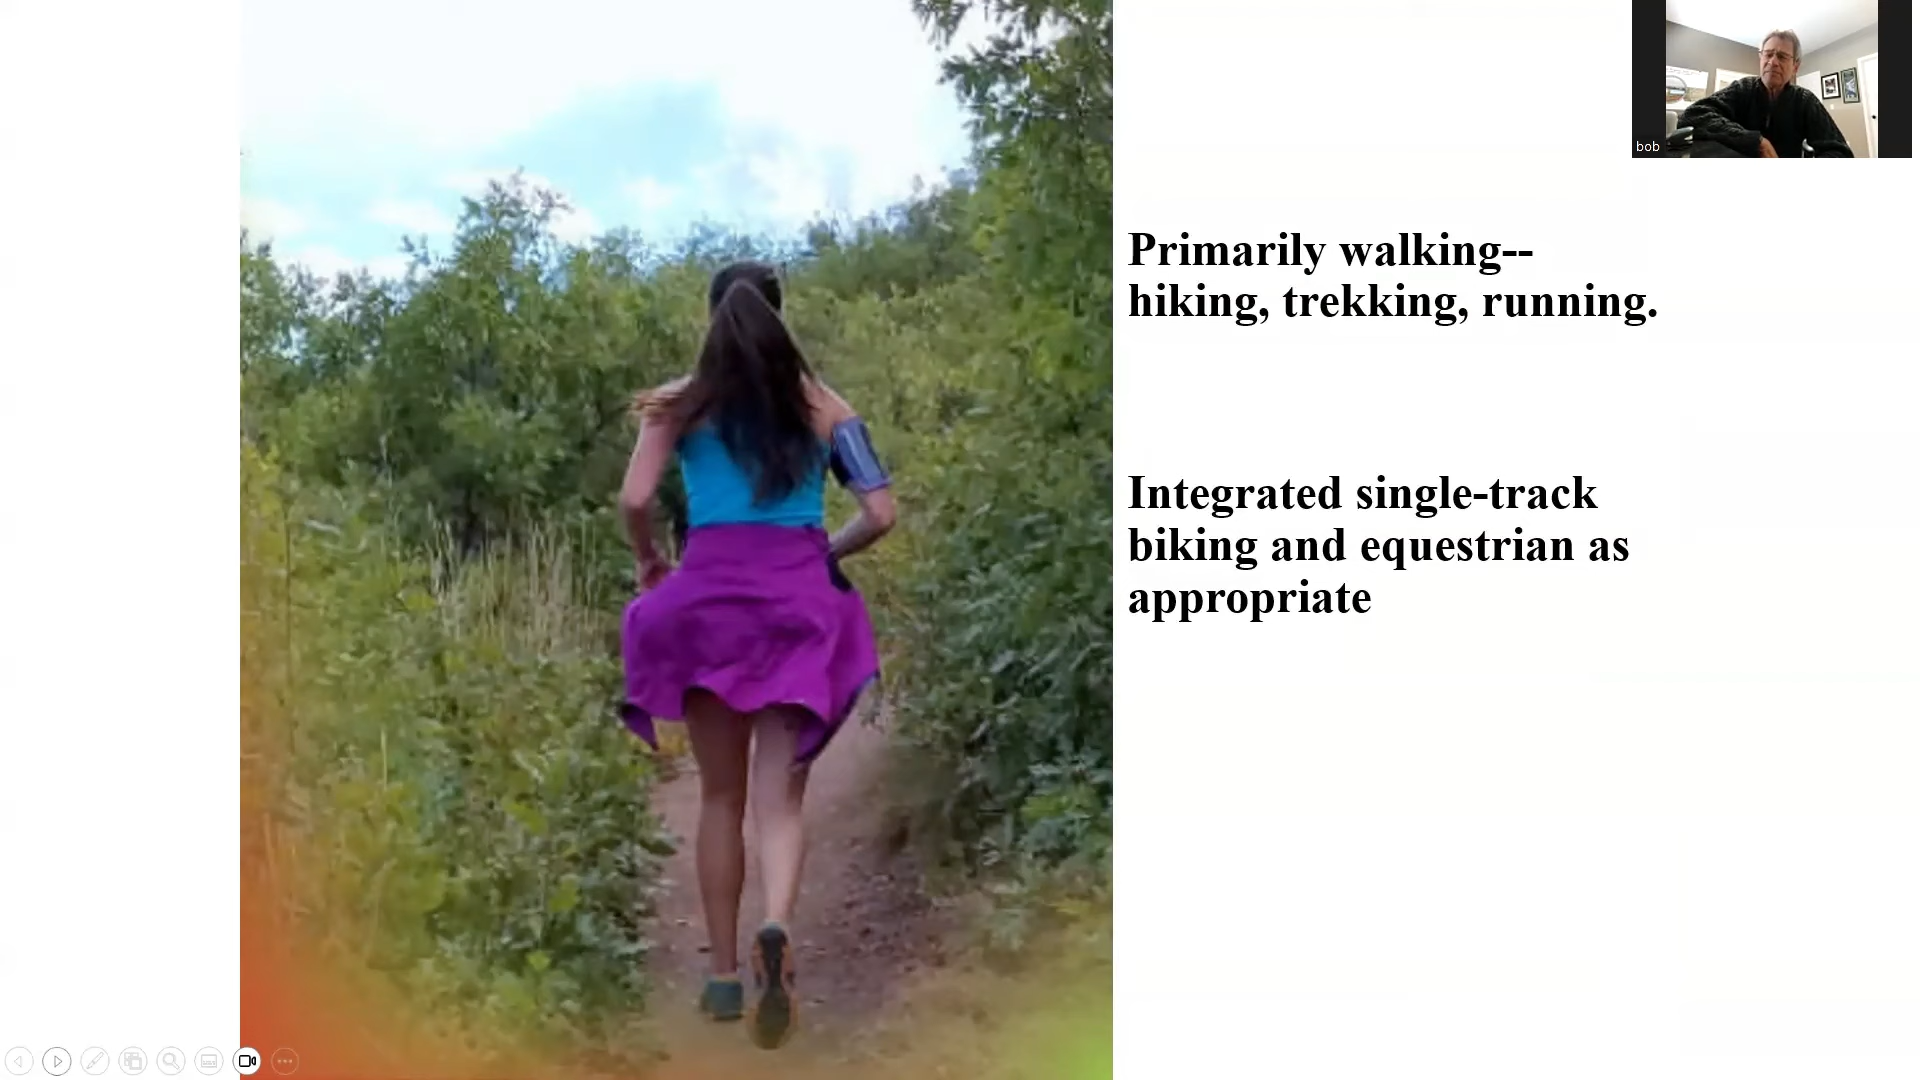 bob
Primarily walking--
hiking, trekking, running.
Integrated single-track
biking and equestrian as
appropriate